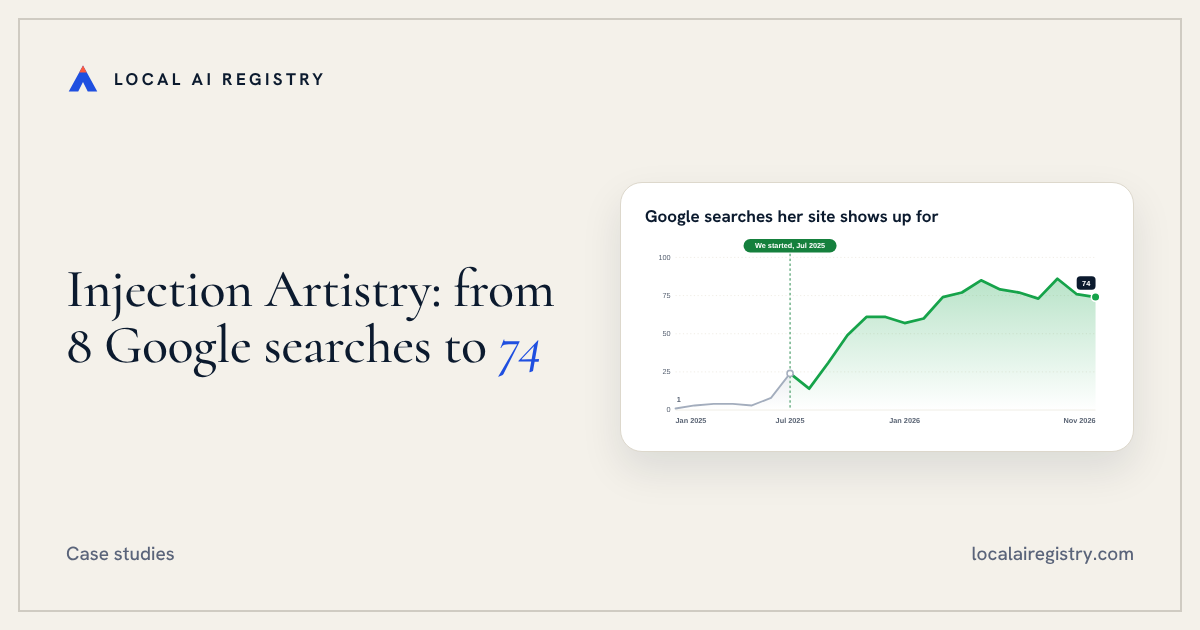 LOCAL AI REGISTRY
Injection Artistry: from
8 Google searches to 74
Google searches her site shows up for
We started, Jul 2025
100
75
50
25
0
1
74
Jan 2025
Jul 2025
Jan 2026
Nov 2026
Case studies
localairegistry.com